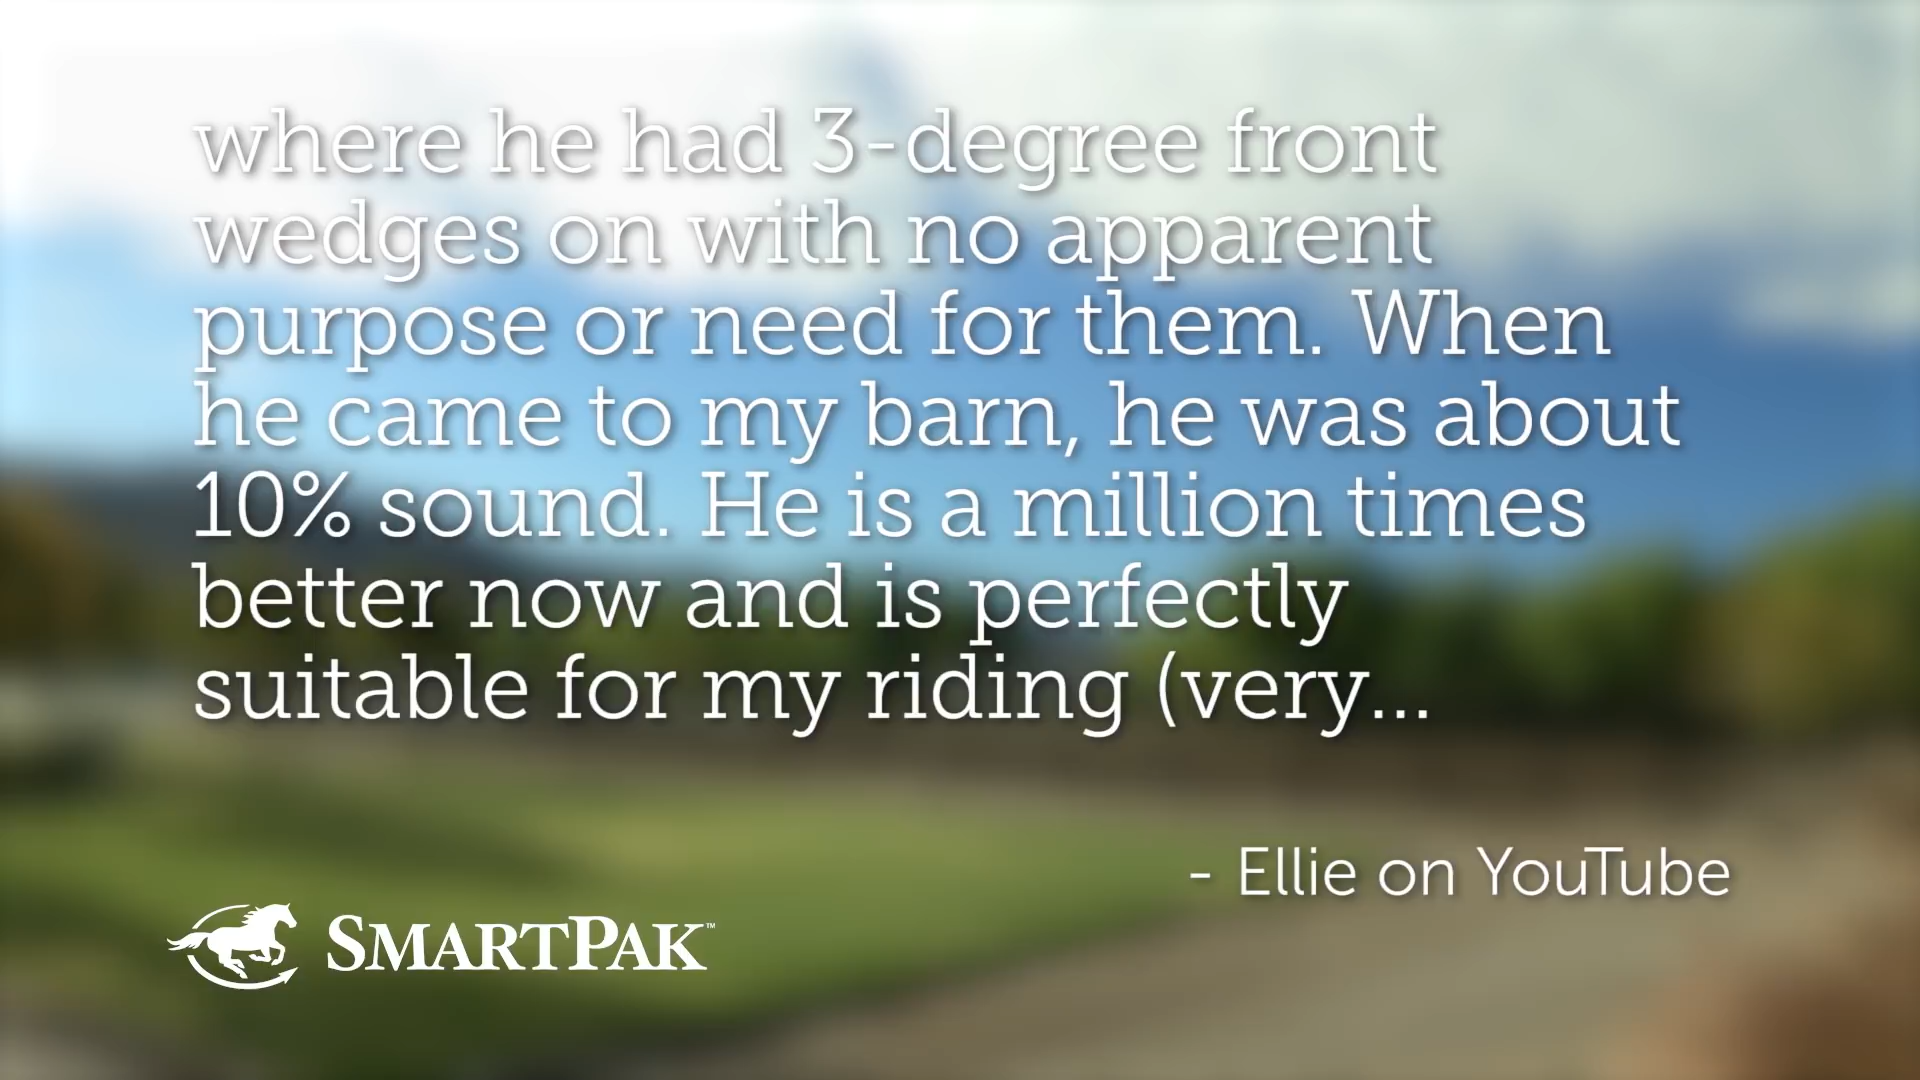 where he had 3-degree front
wedges on with no apparent
purpose or need for them. When
he came to my barn, he was about
10% sound. He is a million times
better now and is perfectly
suitable for my riding (very...
- Ellie on YouTube
SMARTPAK™